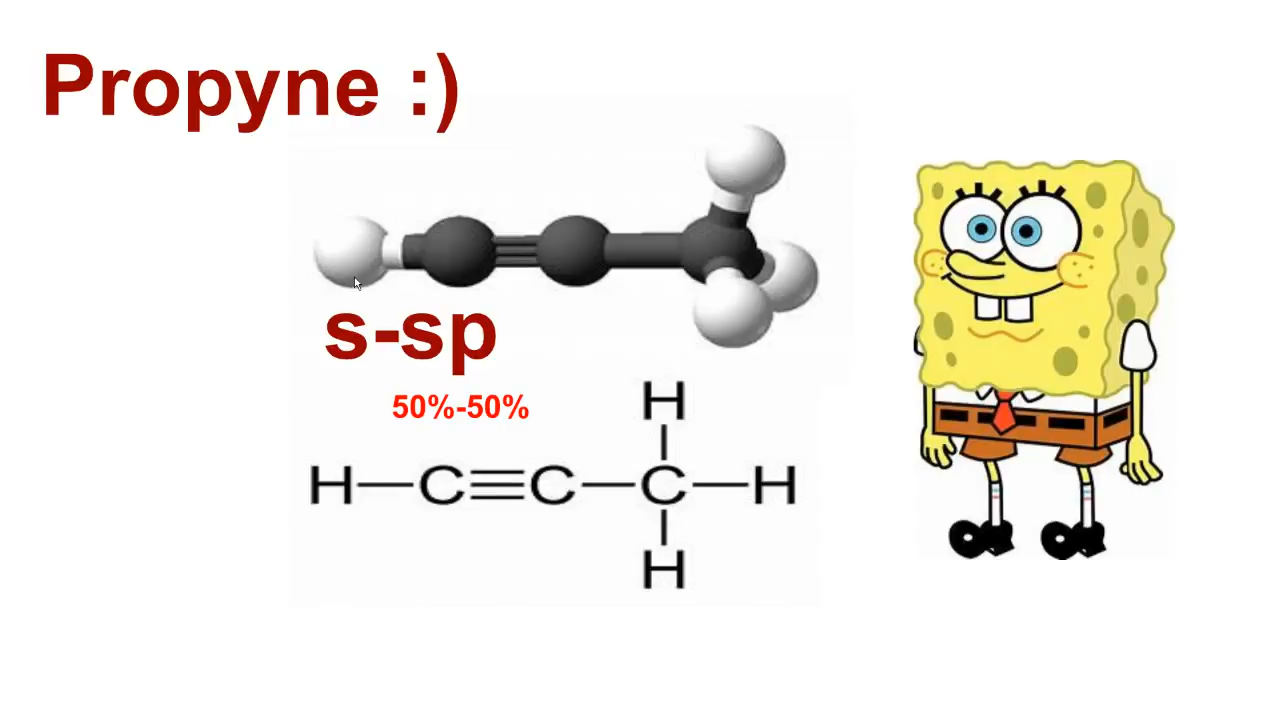 Propyne :)
s-sp
50%-50%
H
H—C≡C—C—H
H